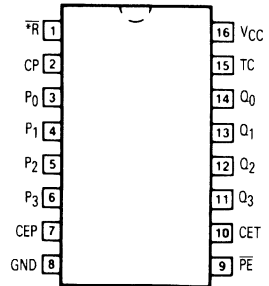 *R 1 16 VCC
CP 2 15 TC
P0 3 14 Q0
P1 4 13 Q1
P2 5 12 Q2
P3 6 11 Q3
CEP 7 10 CET
GND 8 9 PE